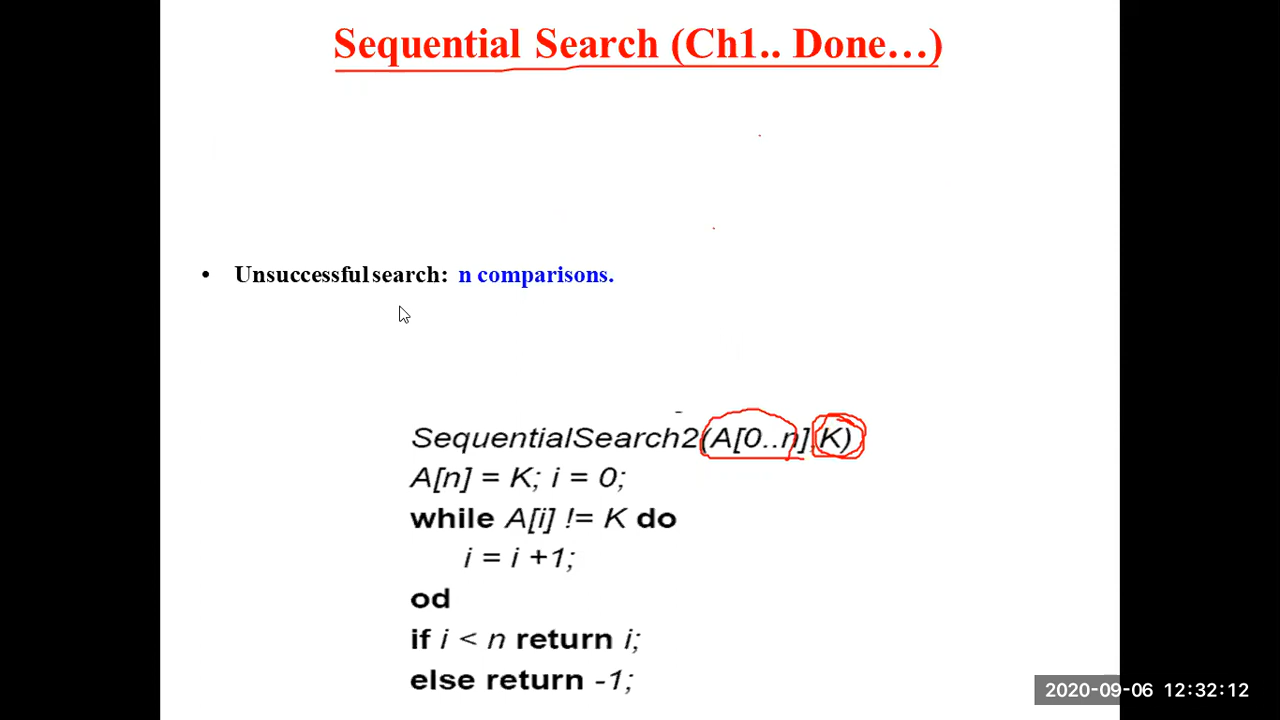 Sequential Search (Ch1.. Done…)
• Unsuccessful search: n comparisons.
SequentialSearch2(A[0..n],K)
A[n] = K; i = 0;
while A[i] != K do
i = i +1;
od
if i < n return i;
else return -1;
2020-09-06 12:32:12